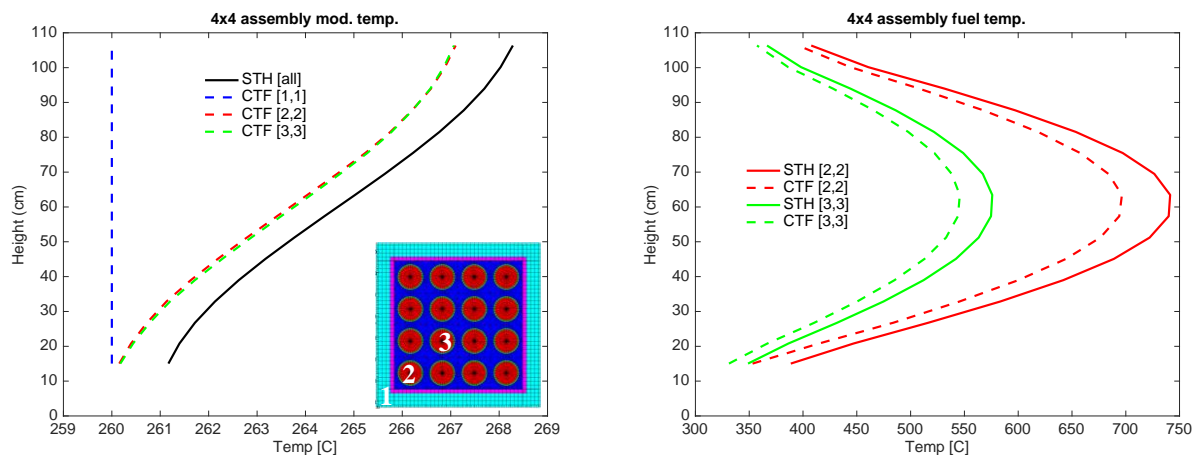 4x4 assembly mod. temp.
110
100
90
80
70
60
50
40
30
20
10
0
Height (cm)
STH [all]
CTF [1,1]
CTF [2,2]
CTF [3,3]
3
2
1
259 260 261 262 263 264 265 266 267 268 269
Temp [C]
4x4 assembly fuel temp.
110
100
90
80
70
60
50
40
30
20
10
0
Height (cm)
STH [2,2]
CTF [2,2]
STH [3,3]
CTF [3,3]
300 350 400 450 500 550 600 650 700 750
Temp [C]